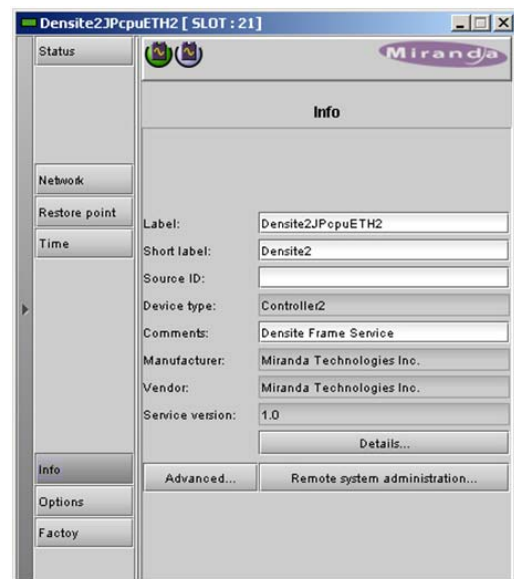 Densite2JPcpuETH2 [ SLOT : 21]
Status
Miranda
Info
Network
Restore point
Time
Label: Densite2JPcpuETH2
Short label: Densite2
Source ID:
Device type: Controller2
Comments: Densite Frame Service
Manufacturer: Miranda Technologies Inc.
Vendor: Miranda Technologies Inc.
Service version: 1.0
Details...
Info
Advanced... Remote system administration...
Options
Factoy